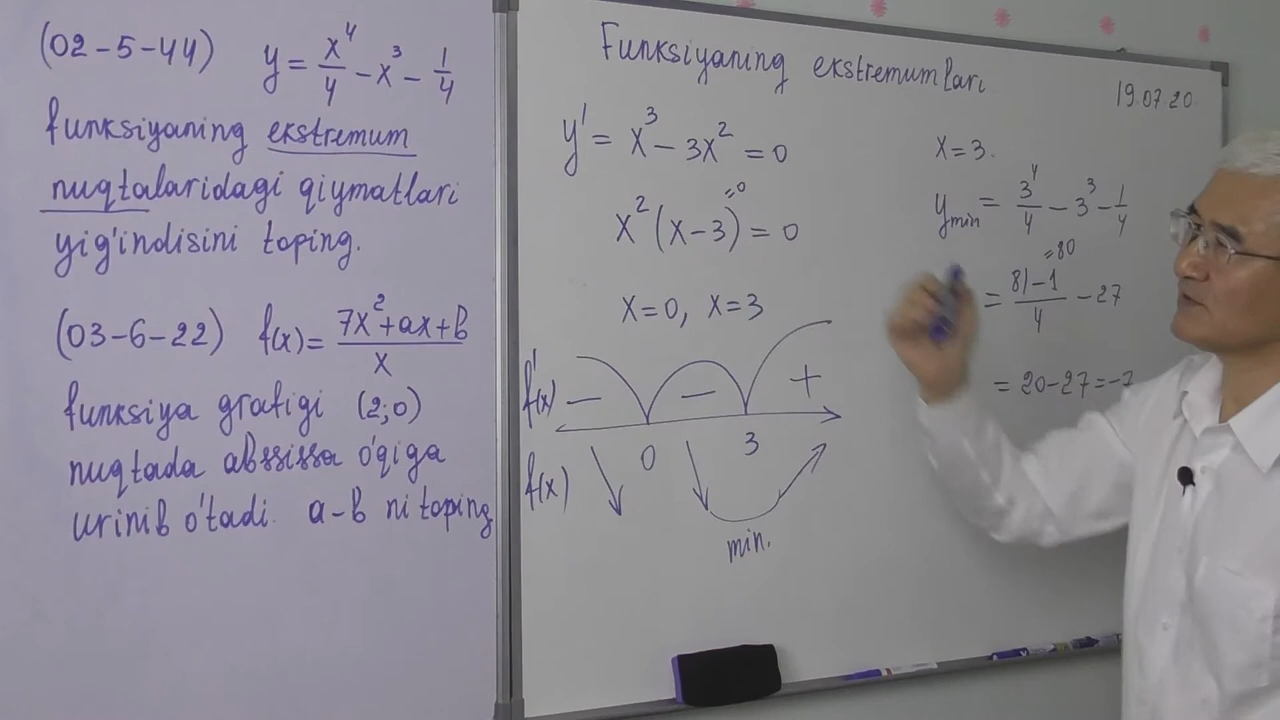 (02-5-44) y = x⁴/4 - x³ - 1/4
funksiyaning ekstremum
nuqtalaridagi qiymatlari
yig'indisini toping.
(03-6-22) f(x) = (7x²+ax+b)/x
funksiya grafigi (2;0)
nuqtada abssissa o'qiga
urinib o'tadi. a-b ni toping
Funksiyaning ekstremumlari
19.07.20
y' = x³ - 3x² = 0
=0
x²(x-3) = 0
x=0, x=3
f'(x) - - +
0 3
f(x)
min.
x=3.
y min = 3⁴/4 - 3³ - 1/4
=80
= (81-1)/4 - 27
= 20-27 = -7